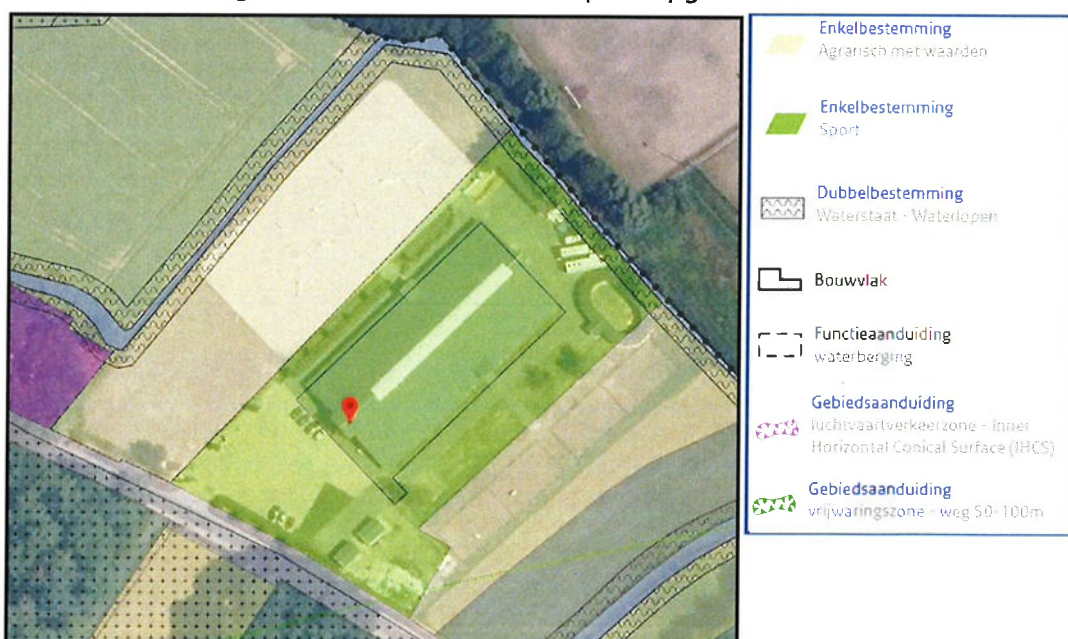 Enkelbestemming
Agrarisch met waarden
Enkelbestemming
Sport
Dubbelbestemming
Waterstaat - Waterlopen
Bouwvlak
Functieaanduiding
waterberging
Gebiedsaanduiding
luchtvaartverkeerzone - Inner
Horizontal Conical Surface (IHCS)
Gebiedsaanduiding
vrijwaringszone - weg 50-100m